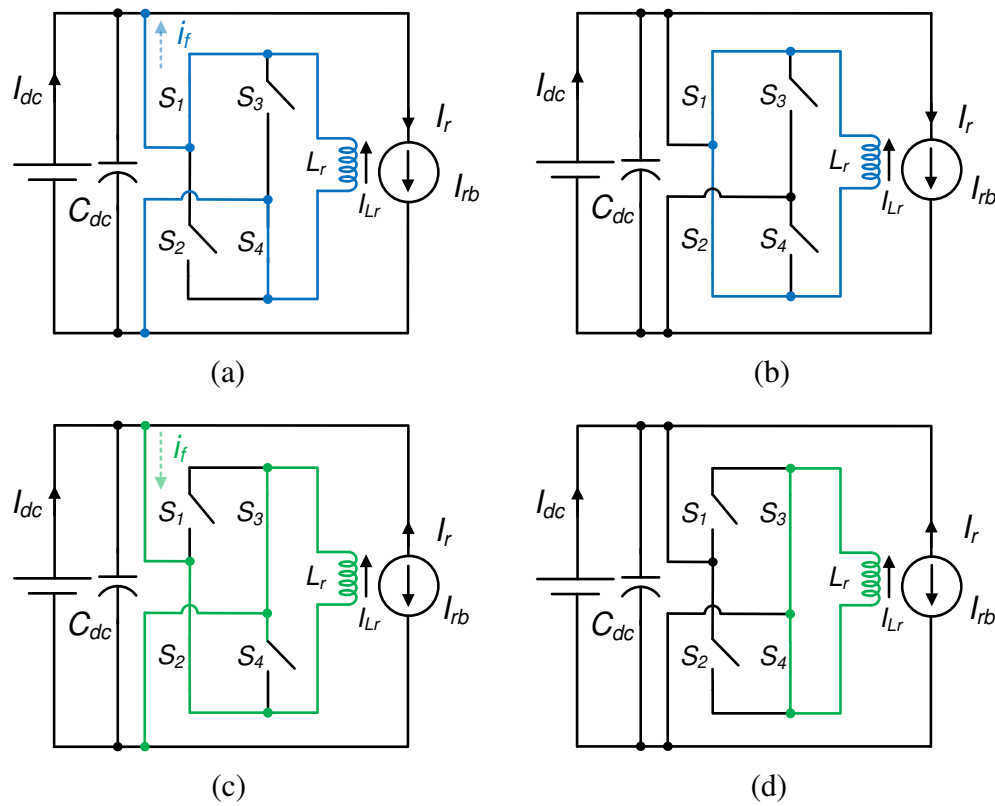 i_f
S_1
S_3
I_dc
I_r
L_r
C_dc
I_Lr
I_rb
S_2
S_4
(a)
S_1
S_3
I_dc
I_r
L_r
C_dc
I_Lr
I_rb
S_2
S_4
(b)
i_f
S_1
S_3
I_dc
I_r
L_r
C_dc
I_Lr
I_rb
S_2
S_4
(c)
S_1
S_3
I_dc
I_r
L_r
C_dc
I_Lr
I_rb
S_2
S_4
(d)